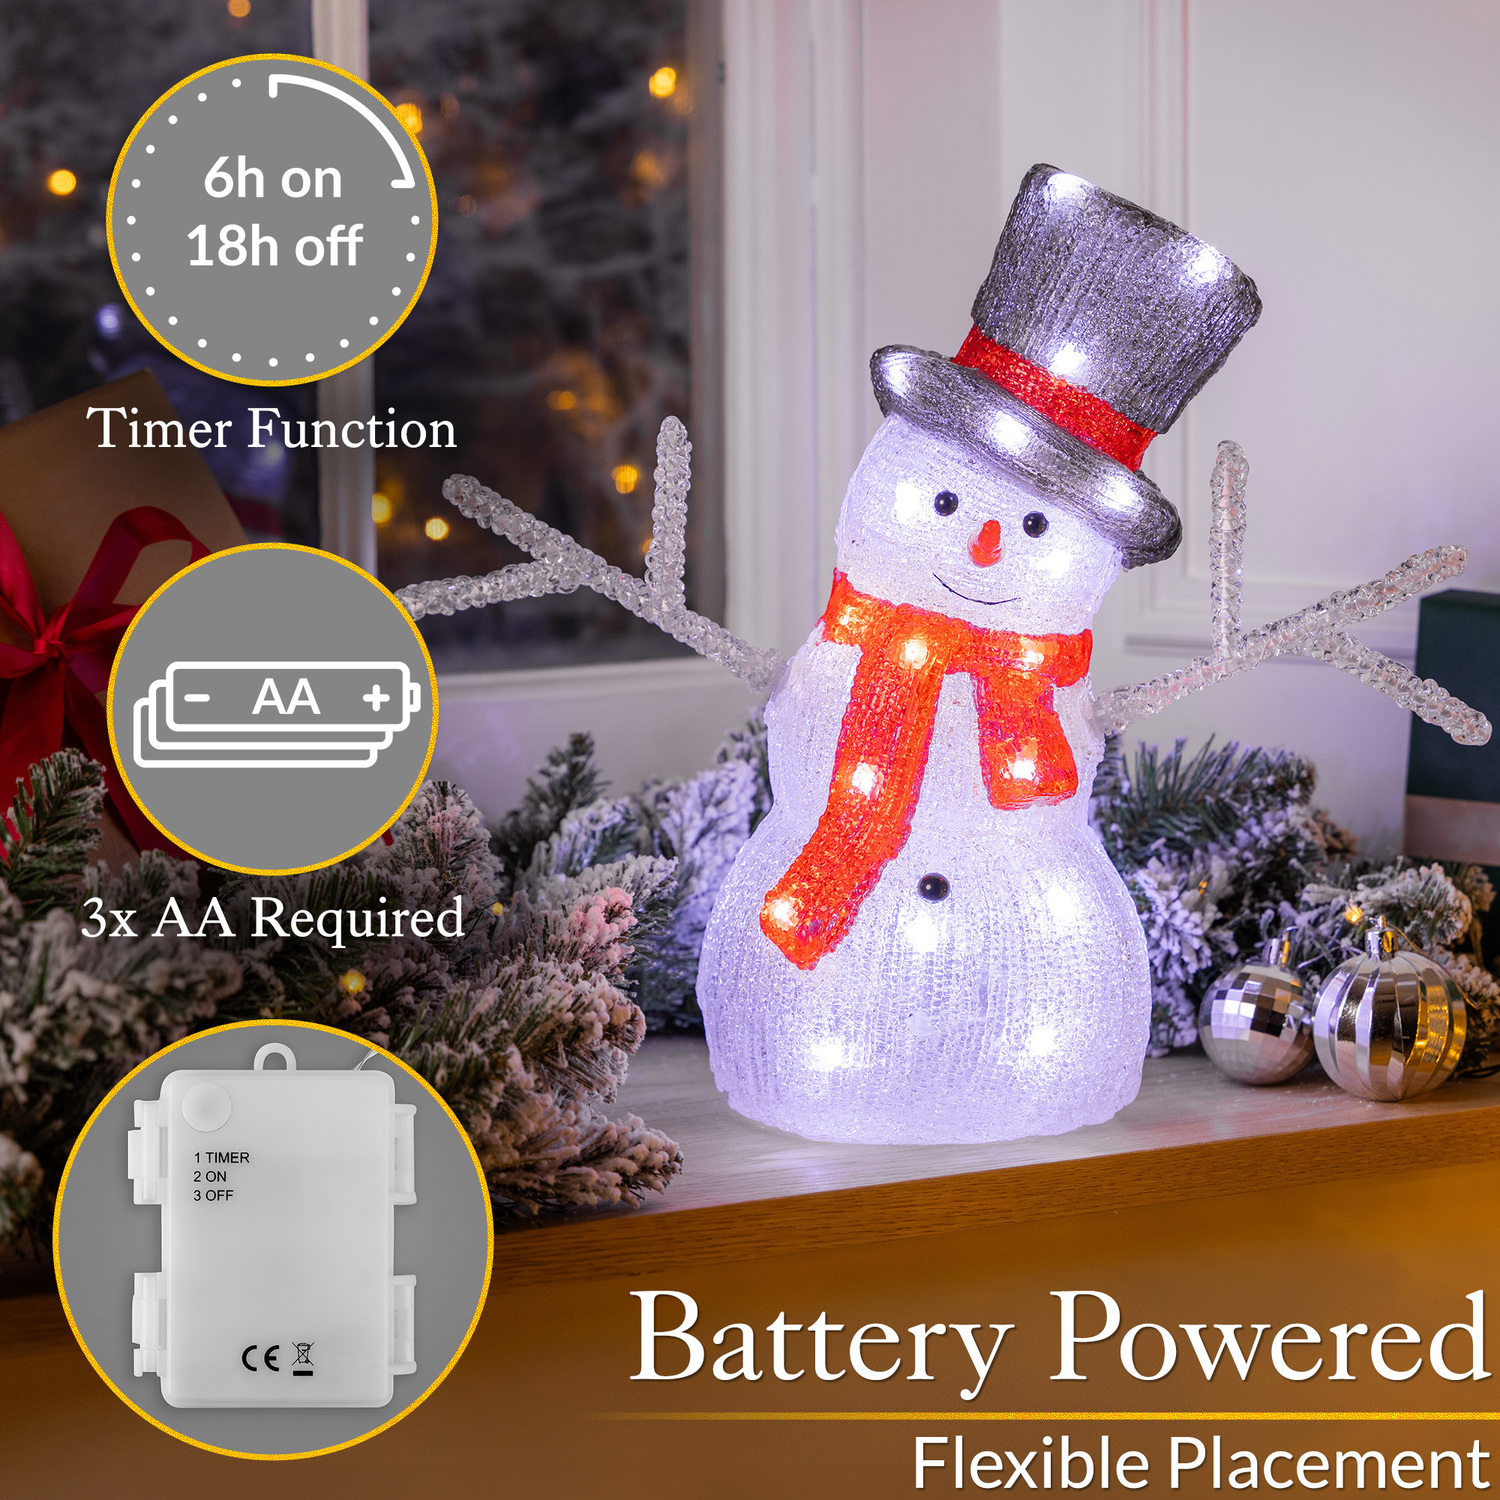 6h on
18h off
Timer Function
- AA +
3x AA Required
1 TIMER
2 ON
3 OFF
CE
Battery Powered
Flexible Placement